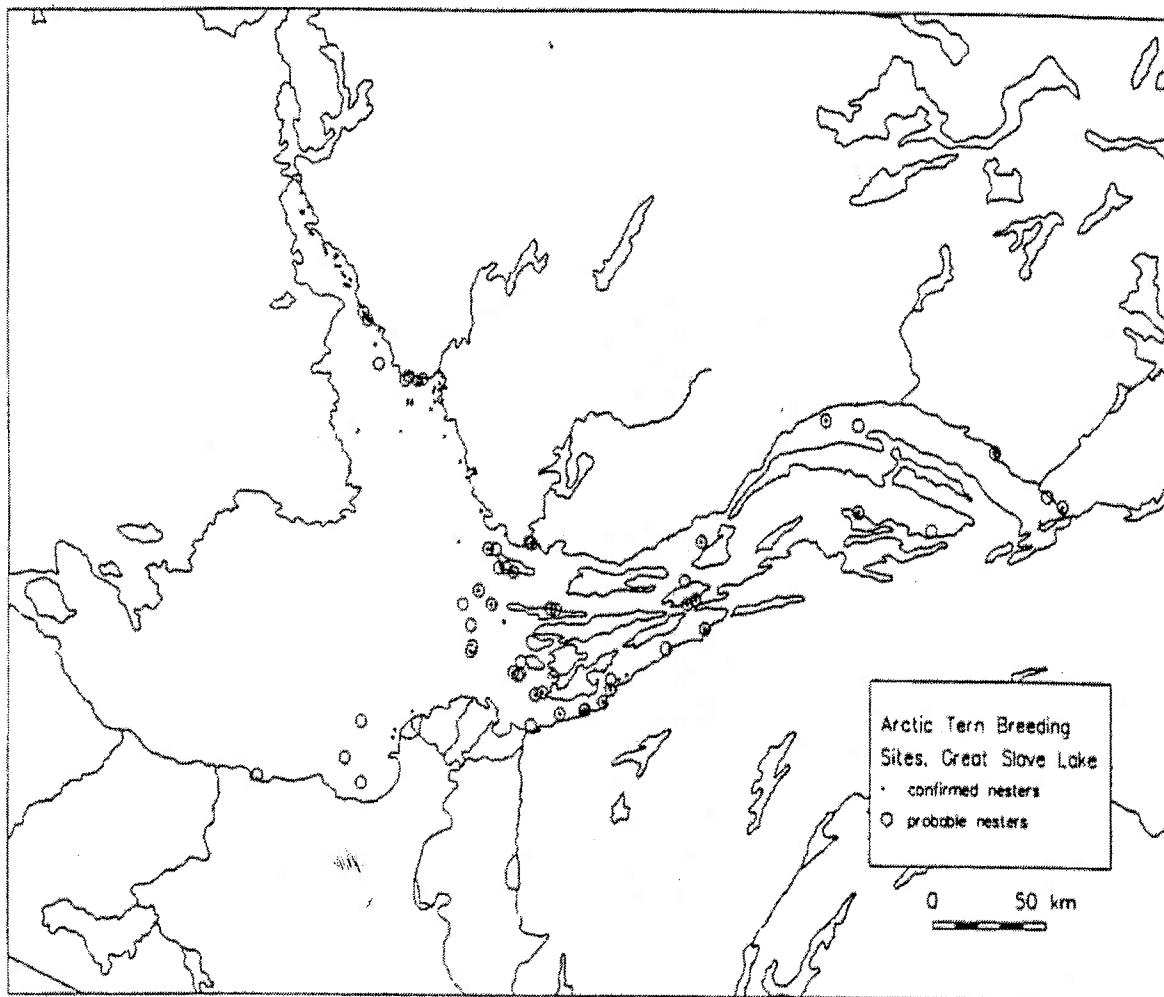 Arctic Tern Breeding
Sites, Great Slave Lake
confirmed nesters
probable nesters
0 50 km